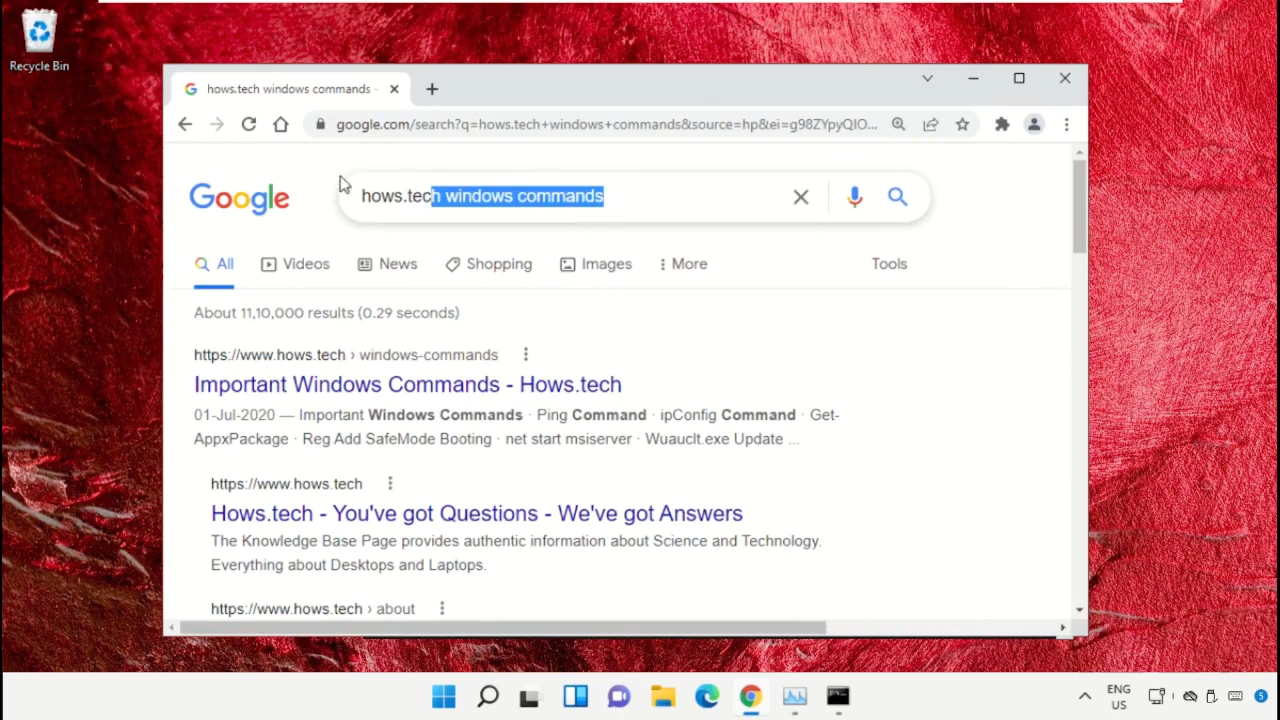 Recycle Bin
hows.tech windows commands -
google.com/search?q=hows.tech+windows+commands&source=hp&ei=g98ZYpyQIO...
Google
hows.tech windows commands
All
Videos
News
Shopping
Images
More
Tools
About 11,10,000 results (0.29 seconds)
https://www.hows.tech › windows-commands
Important Windows Commands - Hows.tech
01-Jul-2020 — Important Windows Commands · Ping Command · ipConfig Command · Get-
AppxPackage · Reg Add SafeMode Booting · net start msiserver · Wuauclt.exe Update ...
https://www.hows.tech
Hows.tech - You've got Questions - We've got Answers
The Knowledge Base Page provides authentic information about Science and Technology.
Everything about Desktops and Laptops.
https://www.hows.tech › about
ENG
US
5